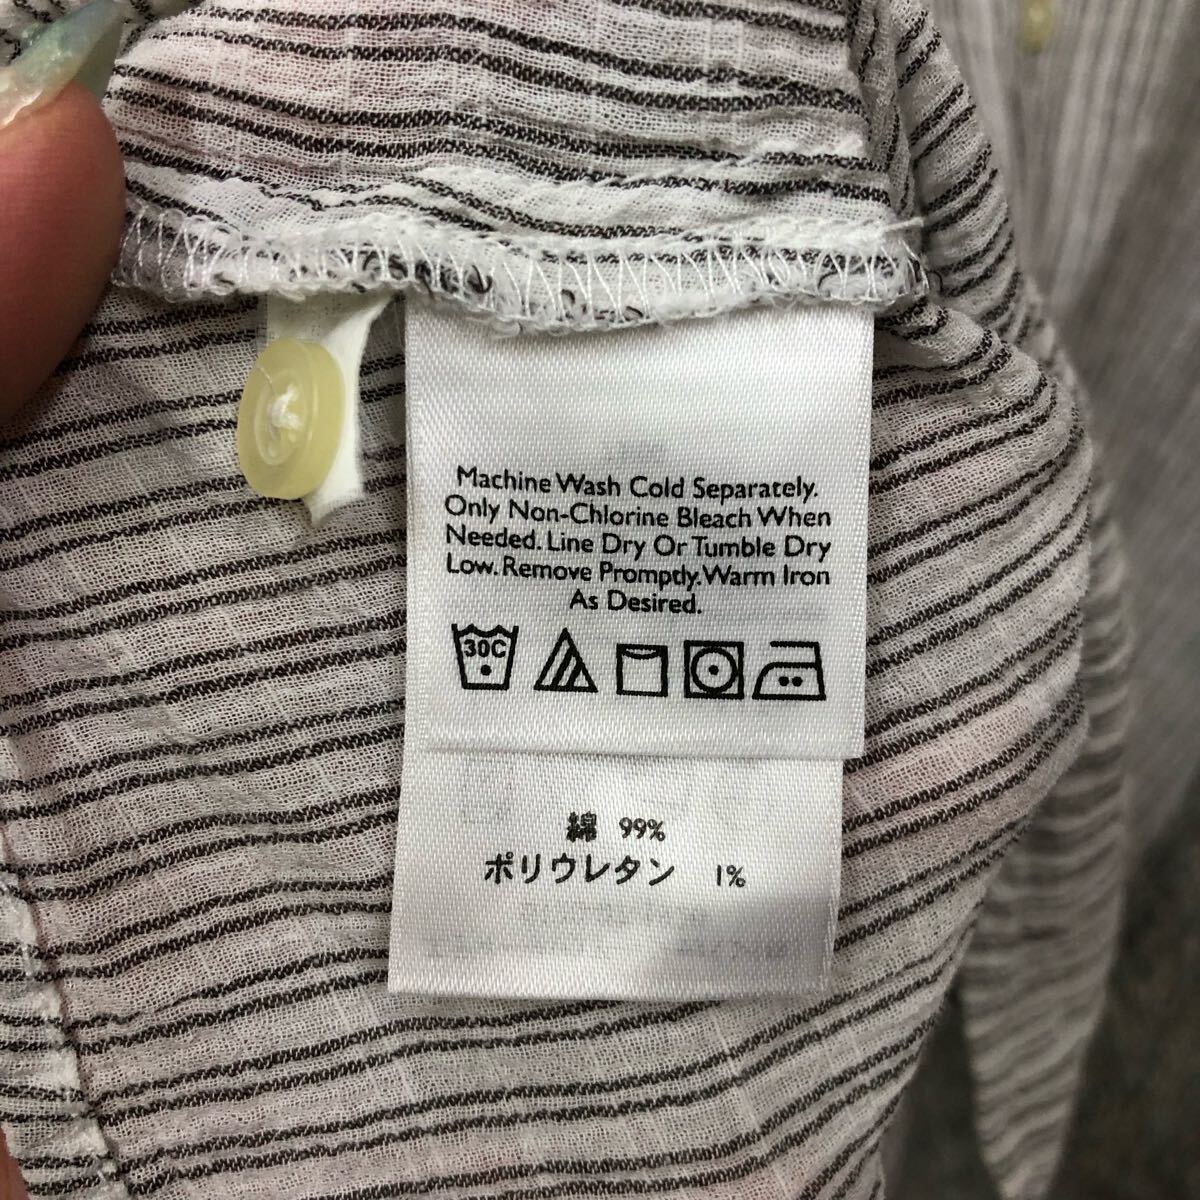 Machine Wash Cold Separately.
Only Non-Chlorine Bleach When
Needed. Line Dry Or Tumble Dry
Low. Remove Promptly. Warm Iron
As Desired.
30C
綿 99%
ポリウレタン 1%